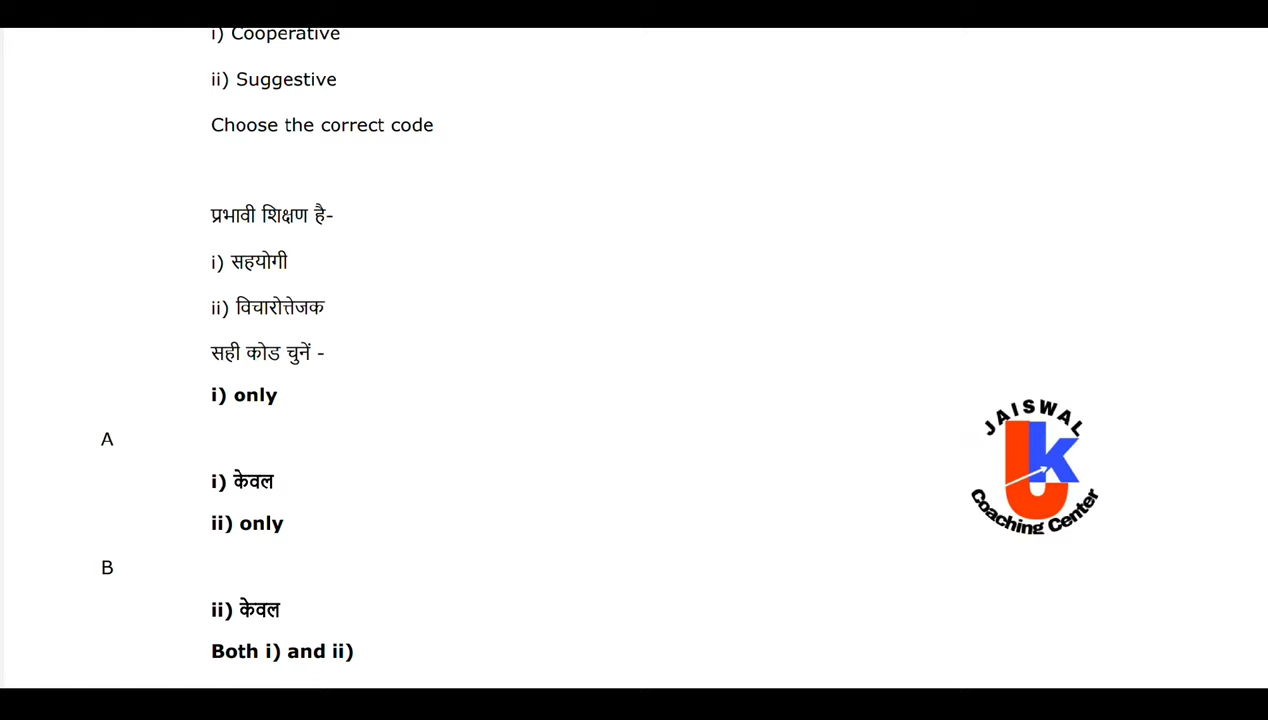 i) Cooperative
ii) Suggestive
Choose the correct code
प्रभावी शिक्षण है-
i) सहयोगी
ii) विचारोत्तेजक
सही कोड चुनें -
i) only
A
i) केवल
ii) only
B
ii) केवल
Both i) and ii)
JAISWAL
JK
Coaching Center